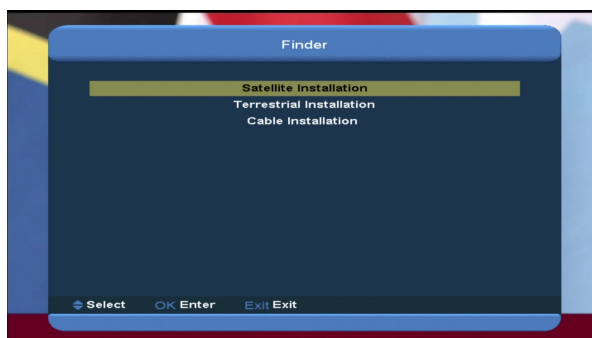 Finder
Satellite Installation
Terrestrial Installation
Cable Installation
Select OK Enter Exit Exit